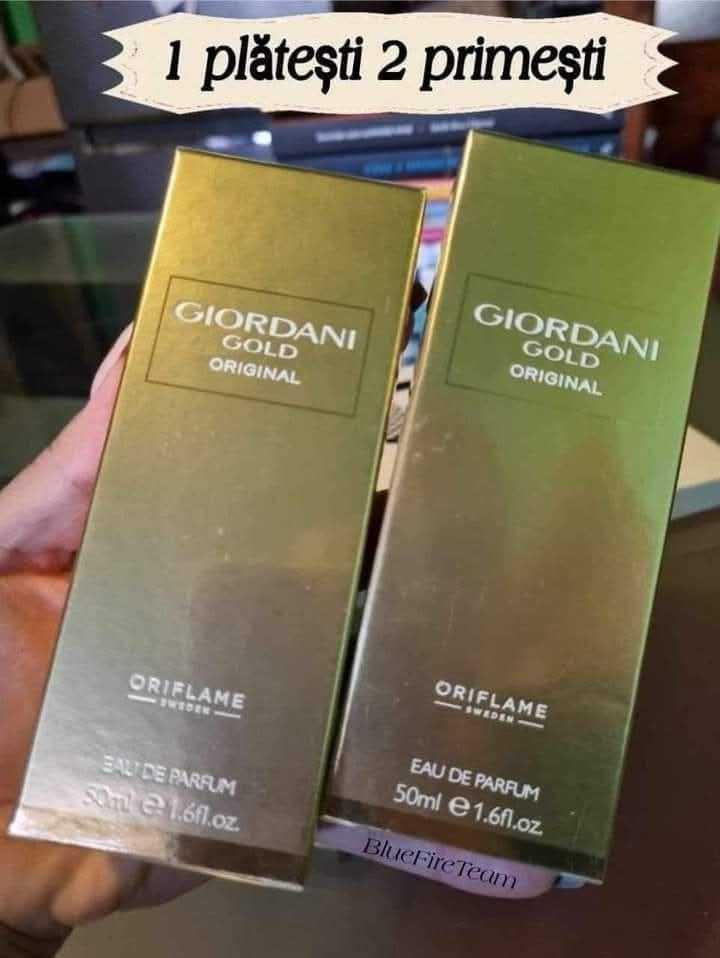 1 plătești 2 primești
GIORDANI
GOLD
ORIGINAL
ORIFLAME
SWEDEN
EAU DE PARFUM
50ml e 1.6fl.oz.
GIORDANI
GOLD
ORIGINAL
ORIFLAME
SWEDEN
EAU DE PARFUM
50ml e 1.6fl.oz.
BlueFireTeam